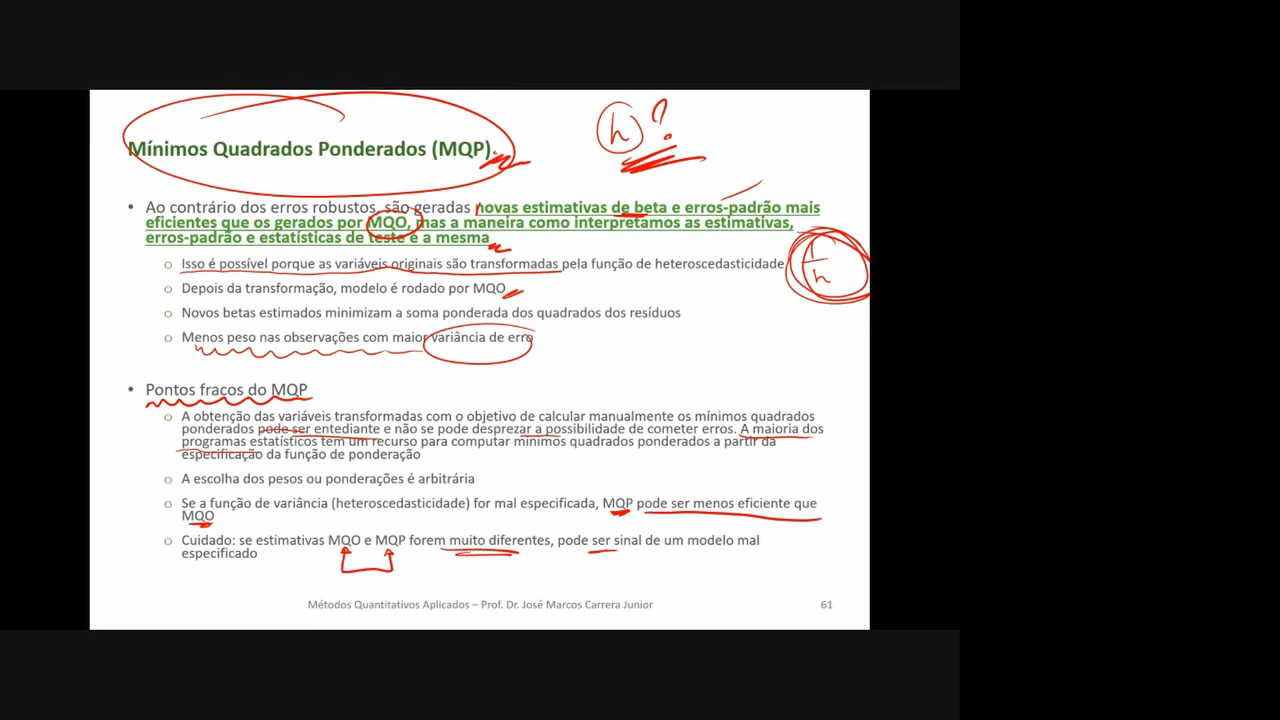 Mínimos Quadrados Ponderados (MQP)
h ?
• Ao contrário dos erros robustos, são geradas novas estimativas de beta e erros-padrão mais
eficientes que os gerados por MQO, mas a maneira como interpretamos as estimativas,
erros-padrão e estatísticas de teste é a mesma
o Isso é possível porque as variáveis originais são transformadas pela função de heteroscedasticidade
1
h
o Depois da transformação, modelo é rodado por MQO
o Novos betas estimados minimizam a soma ponderada dos quadrados dos resíduos
o Menos peso nas observações com maior variância de erro
• Pontos fracos do MQP
o A obtenção das variáveis transformadas com o objetivo de calcular manualmente os mínimos quadrados
ponderados pode ser entediante e não se pode desprezar a possibilidade de cometer erros. A maioria dos
programas estatísticos tem um recurso para computar mínimos quadrados ponderados a partir da
especificação da função de ponderação
o A escolha dos pesos ou ponderações é arbitrária
o Se a função de variância (heteroscedasticidade) for mal especificada, MQP pode ser menos eficiente que
MQO
o Cuidado: se estimativas MQO e MQP forem muito diferentes, pode ser sinal de um modelo mal
especificado
Métodos Quantitativos Aplicados – Prof. Dr. José Marcos Carrera Junior
61